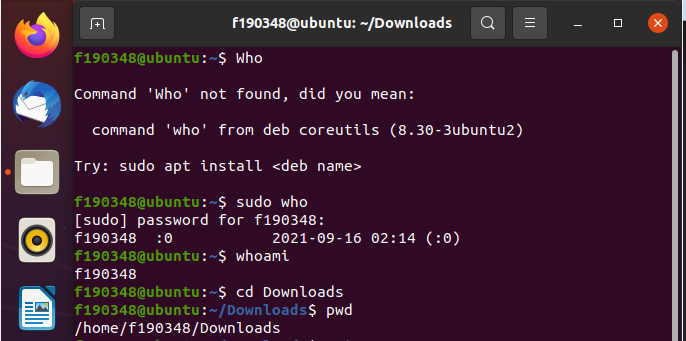 f190348@ubuntu: ~/Downloads
f190348@ubuntu:~$ Who
Command 'Who' not found, did you mean:
command 'who' from deb coreutils (8.30-3ubuntu2)
Try: sudo apt install <deb name>
f190348@ubuntu:~$ sudo who
[sudo] password for f190348:
f190348  :0           2021-09-16 02:14 (:0)
f190348@ubuntu:~$ whoami
f190348
f190348@ubuntu:~$ cd Downloads
f190348@ubuntu:~/Downloads$ pwd
/home/f190348/Downloads